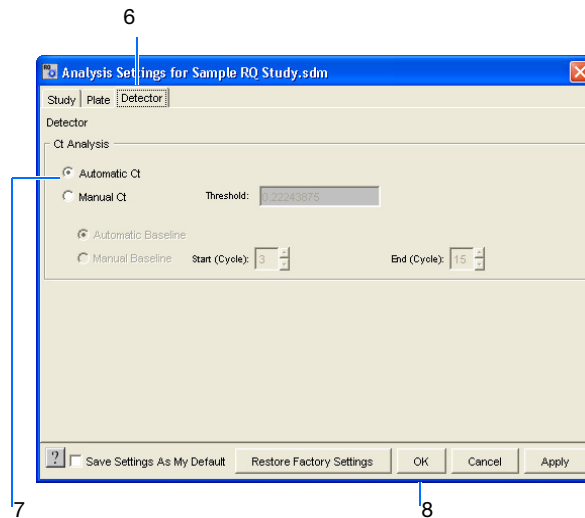 6
RQ
Analysis Settings for Sample RQ Study.sdm
Study Plate Detector
Detector
Ct Analysis
Automatic Ct
Manual Ct Threshold: 0.22243875
Automatic Baseline
Manual Baseline Start (Cycle): 3 End (Cycle): 15
? Save Settings As My Default Restore Factory Settings OK Cancel Apply
7 8